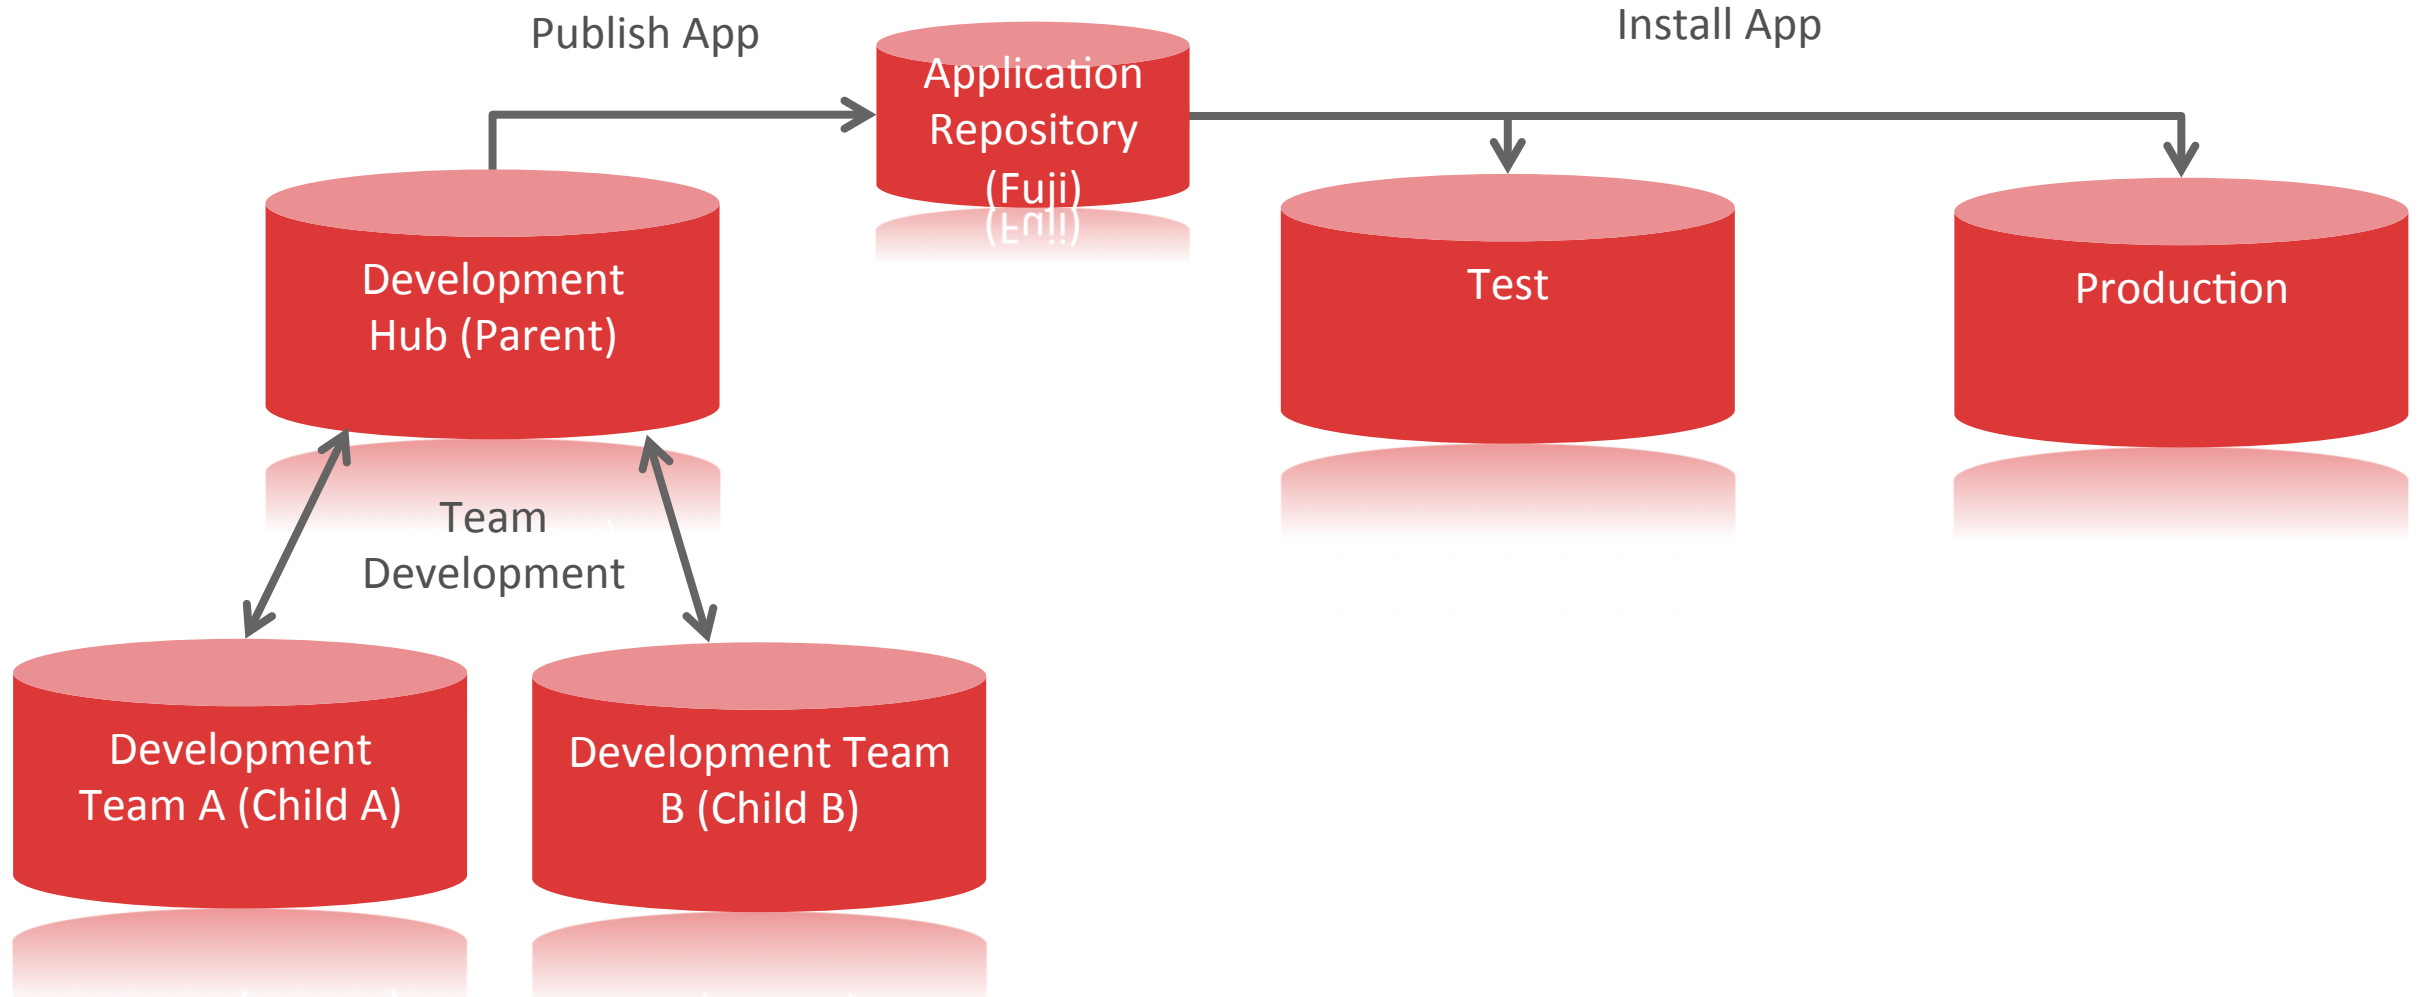 Publish App
Install App
Application
Repository
(Fuji)
Development
Hub (Parent)
Test
Production
Team
Development
Development
Team A (Child A)
Development Team
B (Child B)